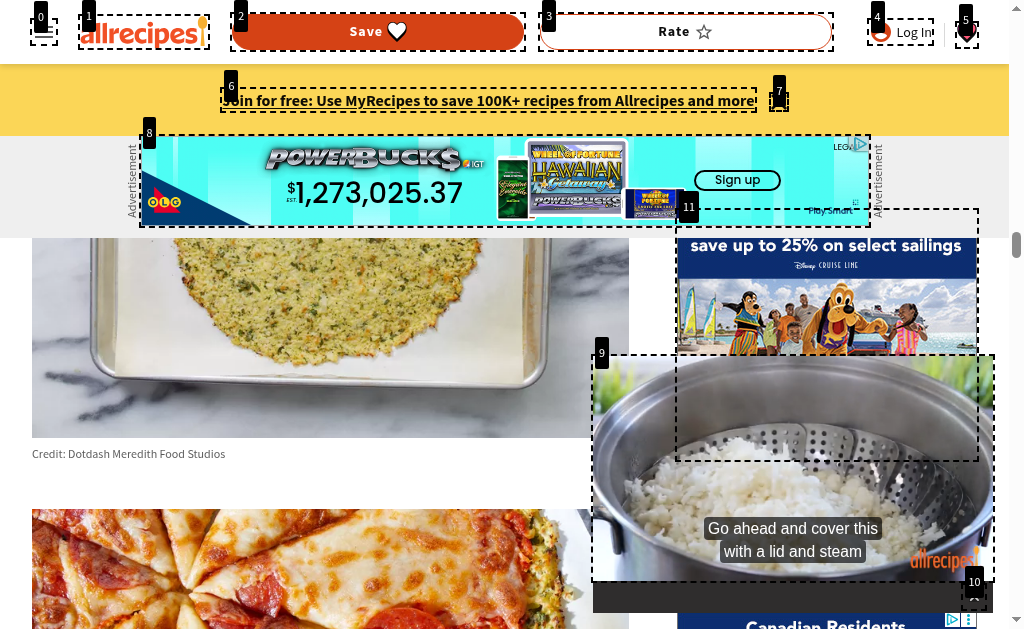 0
1
2
3
4
5
allrecipes
Save
Rate
Log In
6
7
Join for free: Use MyRecipes to save 100K+ recipes from Allrecipes and more
8
Advertisement
POWERBUCK$
IGT
$1,273,025.37
EST.
OLG
WHEEL OF FORTUNE
HAWAIIAN
Getaway
POWERBUCKS
Sign up
Play Smart
Advertisement
11
save up to 25% on select sailings
Disney CRUISE LINE
9
Credit: Dotdash Meredith Food Studios
Go ahead and cover this
with a lid and steam
allrecipes
10
Canadian Residents